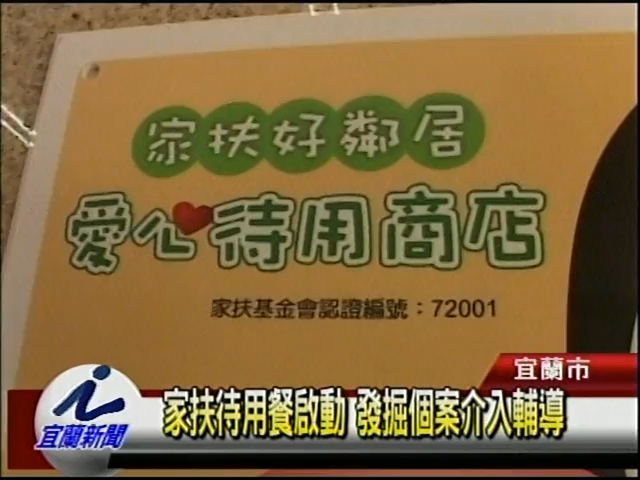 家扶好鄰居
愛心待用商店
家扶基金會認證編號：72001
宜蘭市
家扶待用餐啟動 發掘個案介入輔導
宜蘭新聞